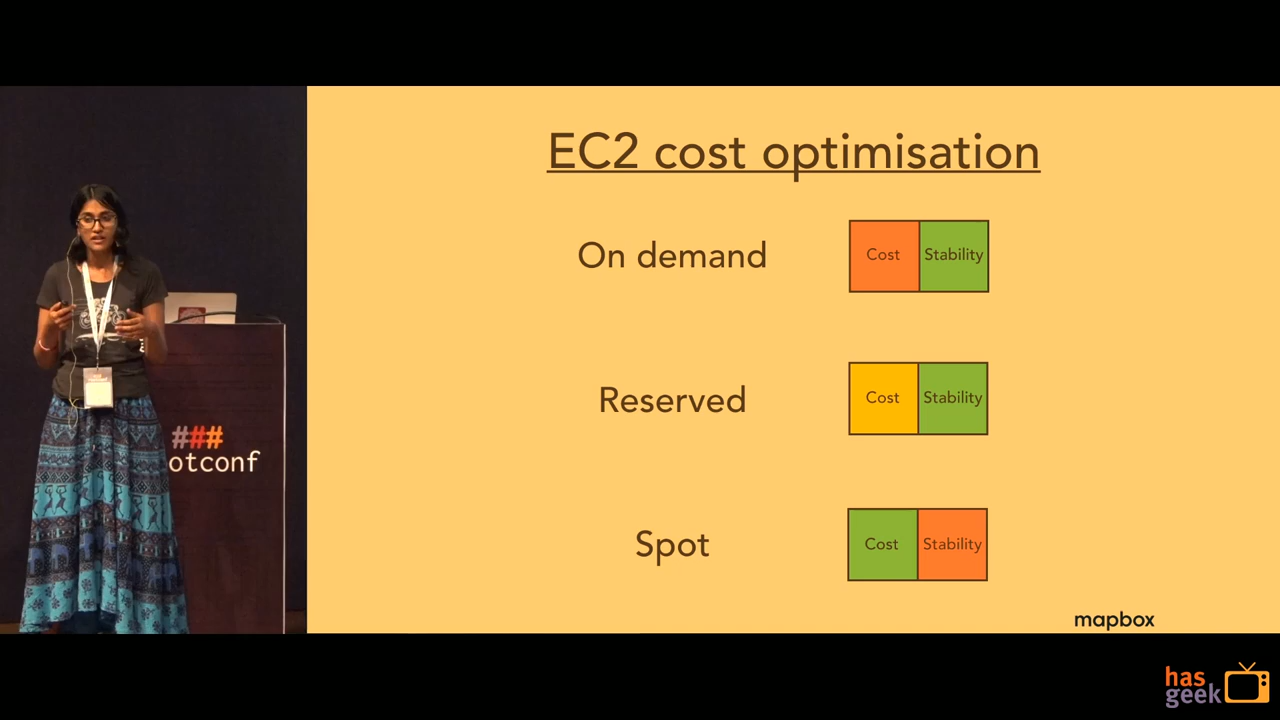 EC2 cost optimisation
On demand
Cost
Stability
Reserved
Cost
Stability
Spot
Cost
Stability
mapbox
###
otconf
has
geek